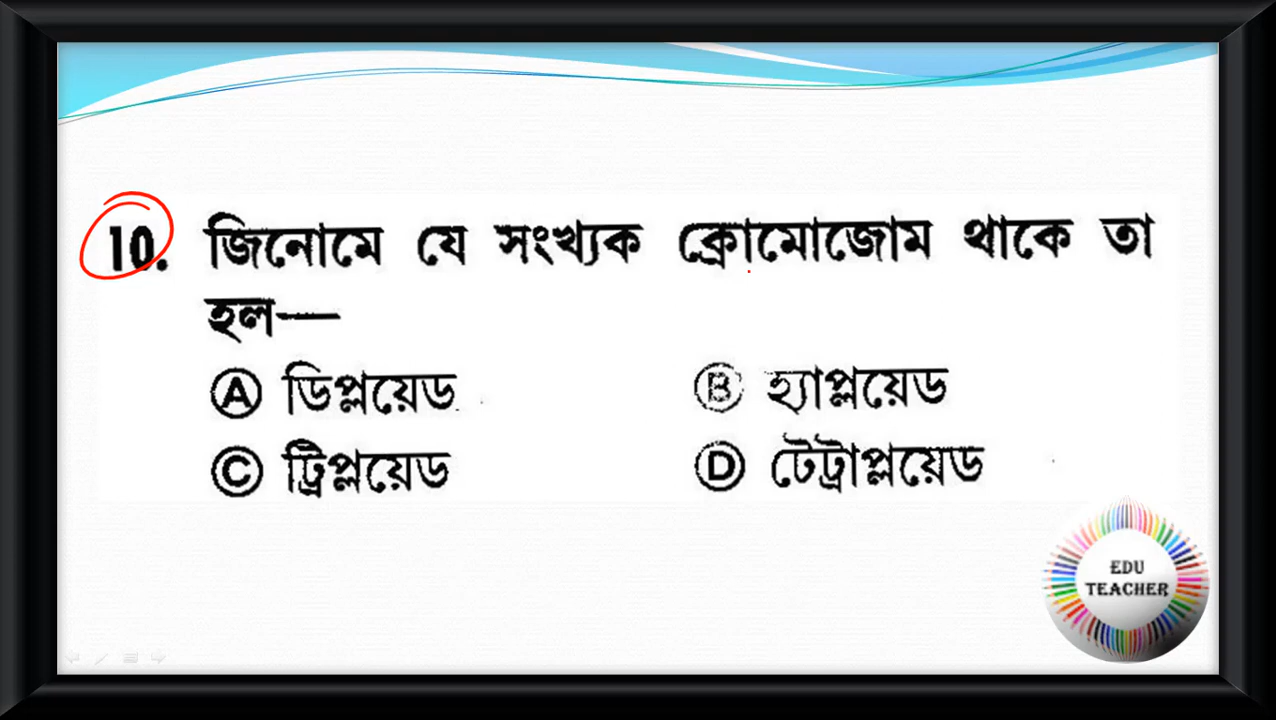 10. জিনোমে যে সংখ্যক ক্রোমোজোম থাকে তা
হল—
Ⓐ ডিপ্লয়েড Ⓑ হ্যাপ্লয়েড
Ⓒ ট্রিপ্লয়েড Ⓓ টেট্রাপ্লয়েড
EDU
TEACHER